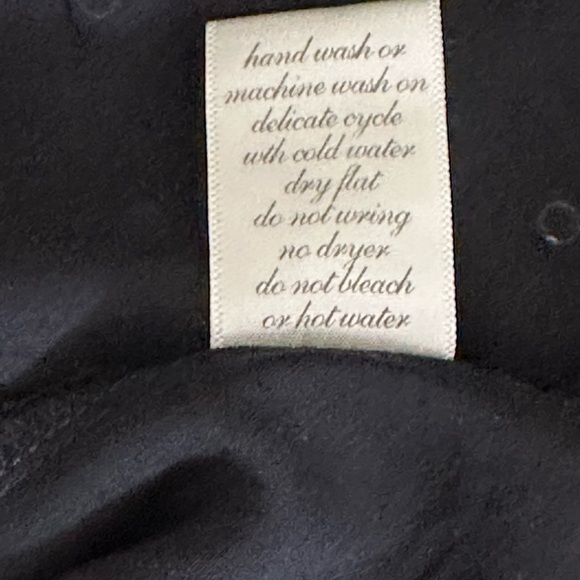 hand wash or
machine wash on
delicate cycle
wth cold water
dry flat
do not wring
no dryer
do not bleach
or hot water